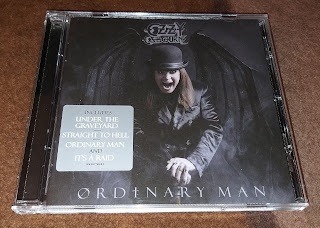 OZZY
OSBOURNE
INCLUDES
UNDER THE
GRAVEYARD
STRAIGHT TO HELL
ORDINARY MAN
AND
IT'S A RAID
ORDINARY MAN